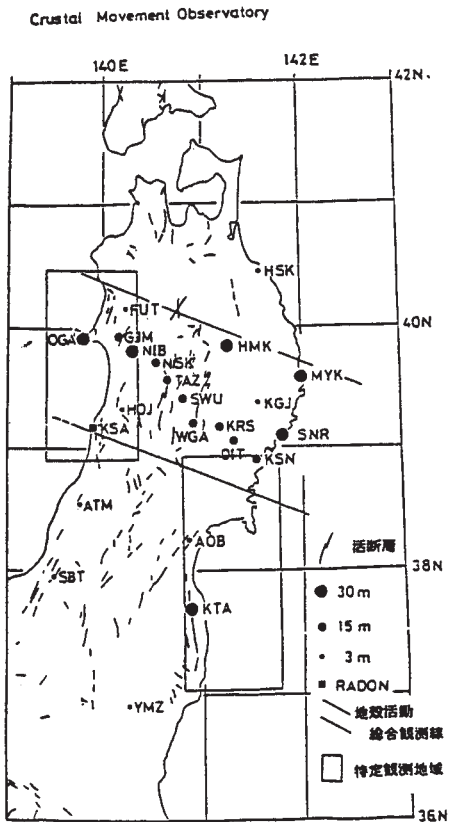 Crustal Movement Observatory
140E
142E
42N.
HSK
40N
FUT
OGA
GJM
HMK
NIB
NSK
MYK
TAZ
SWU
KGJ
HOJ
KSA
WGA
KRS
SNR
OIT
KSN
ATM
AOB
活断層
SBT
38N
30m
KTA
15m
3m
RADON
YMZ
地殻活動
総合観測線
特定観測地域
36N